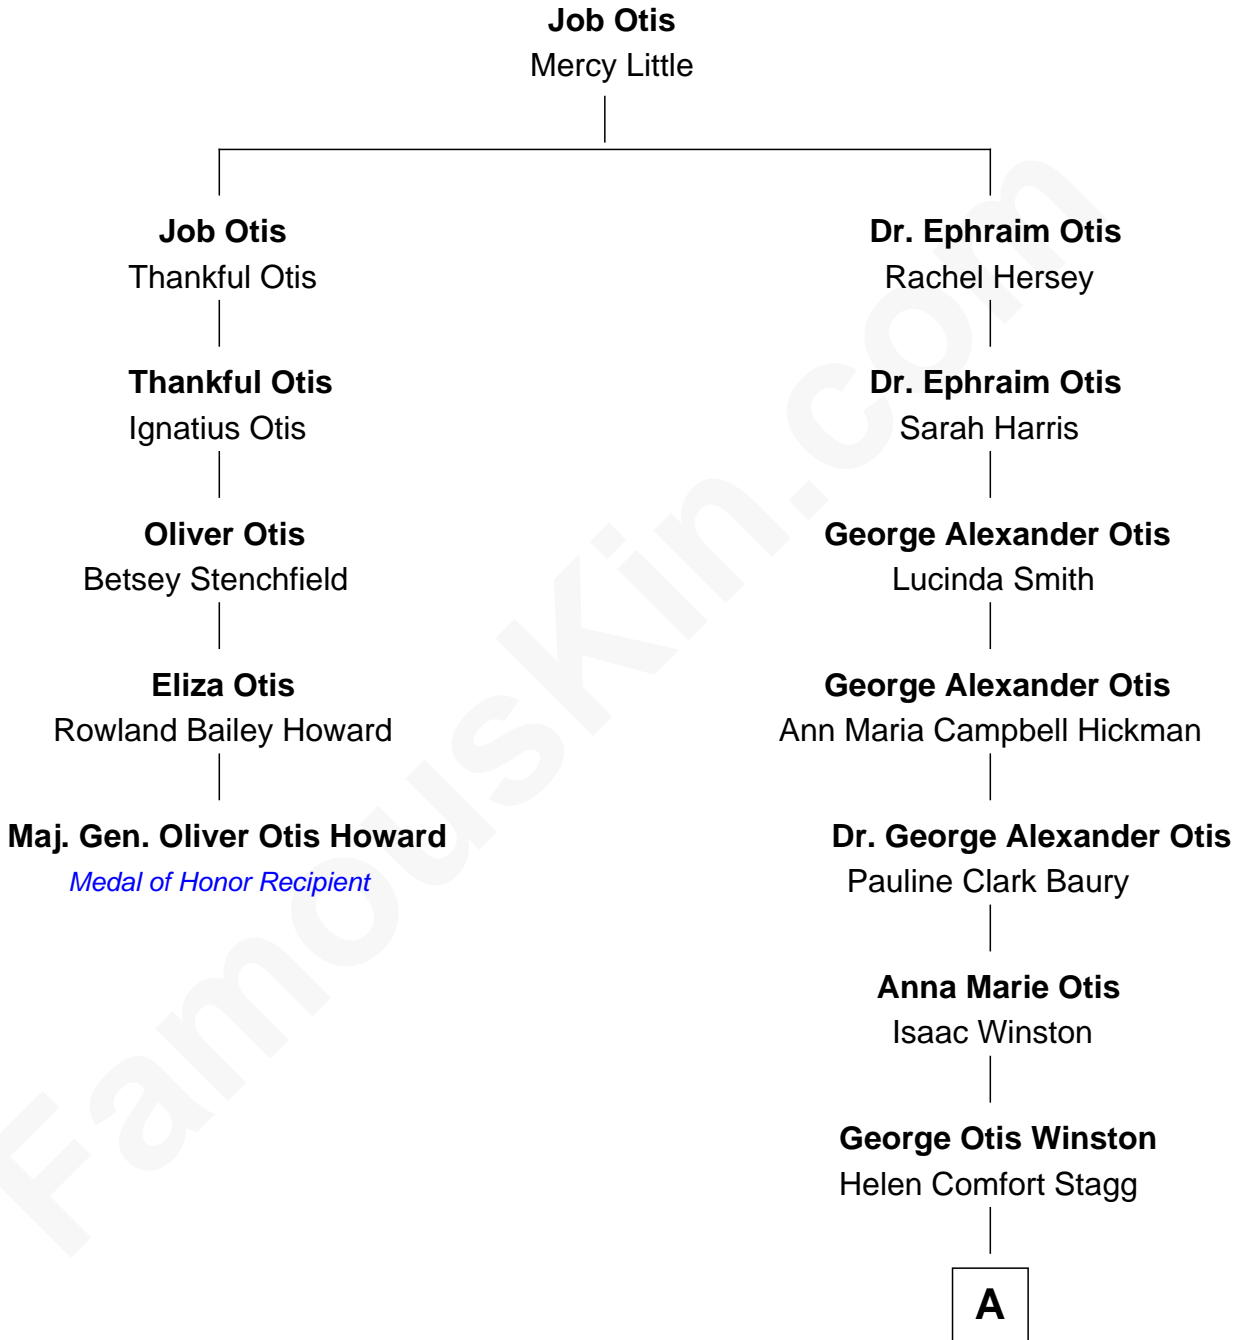 Job Otis
Mercy Little
Job Otis
Thankful Otis
Thankful Otis
Ignatius Otis
Oliver Otis
Betsey Stenchfield
Eliza Otis
Rowland Bailey Howard
Maj. Gen. Oliver Otis Howard
Medal of Honor Recipient
Dr. Ephraim Otis
Rachel Hersey
Dr. Ephraim Otis
Sarah Harris
George Alexander Otis
Lucinda Smith
George Alexander Otis
Ann Maria Campbell Hickman
Dr. George Alexander Otis
Pauline Clark Baury
Anna Marie Otis
Isaac Winston
George Otis Winston
Helen Comfort Stagg
A
FamousKin.com